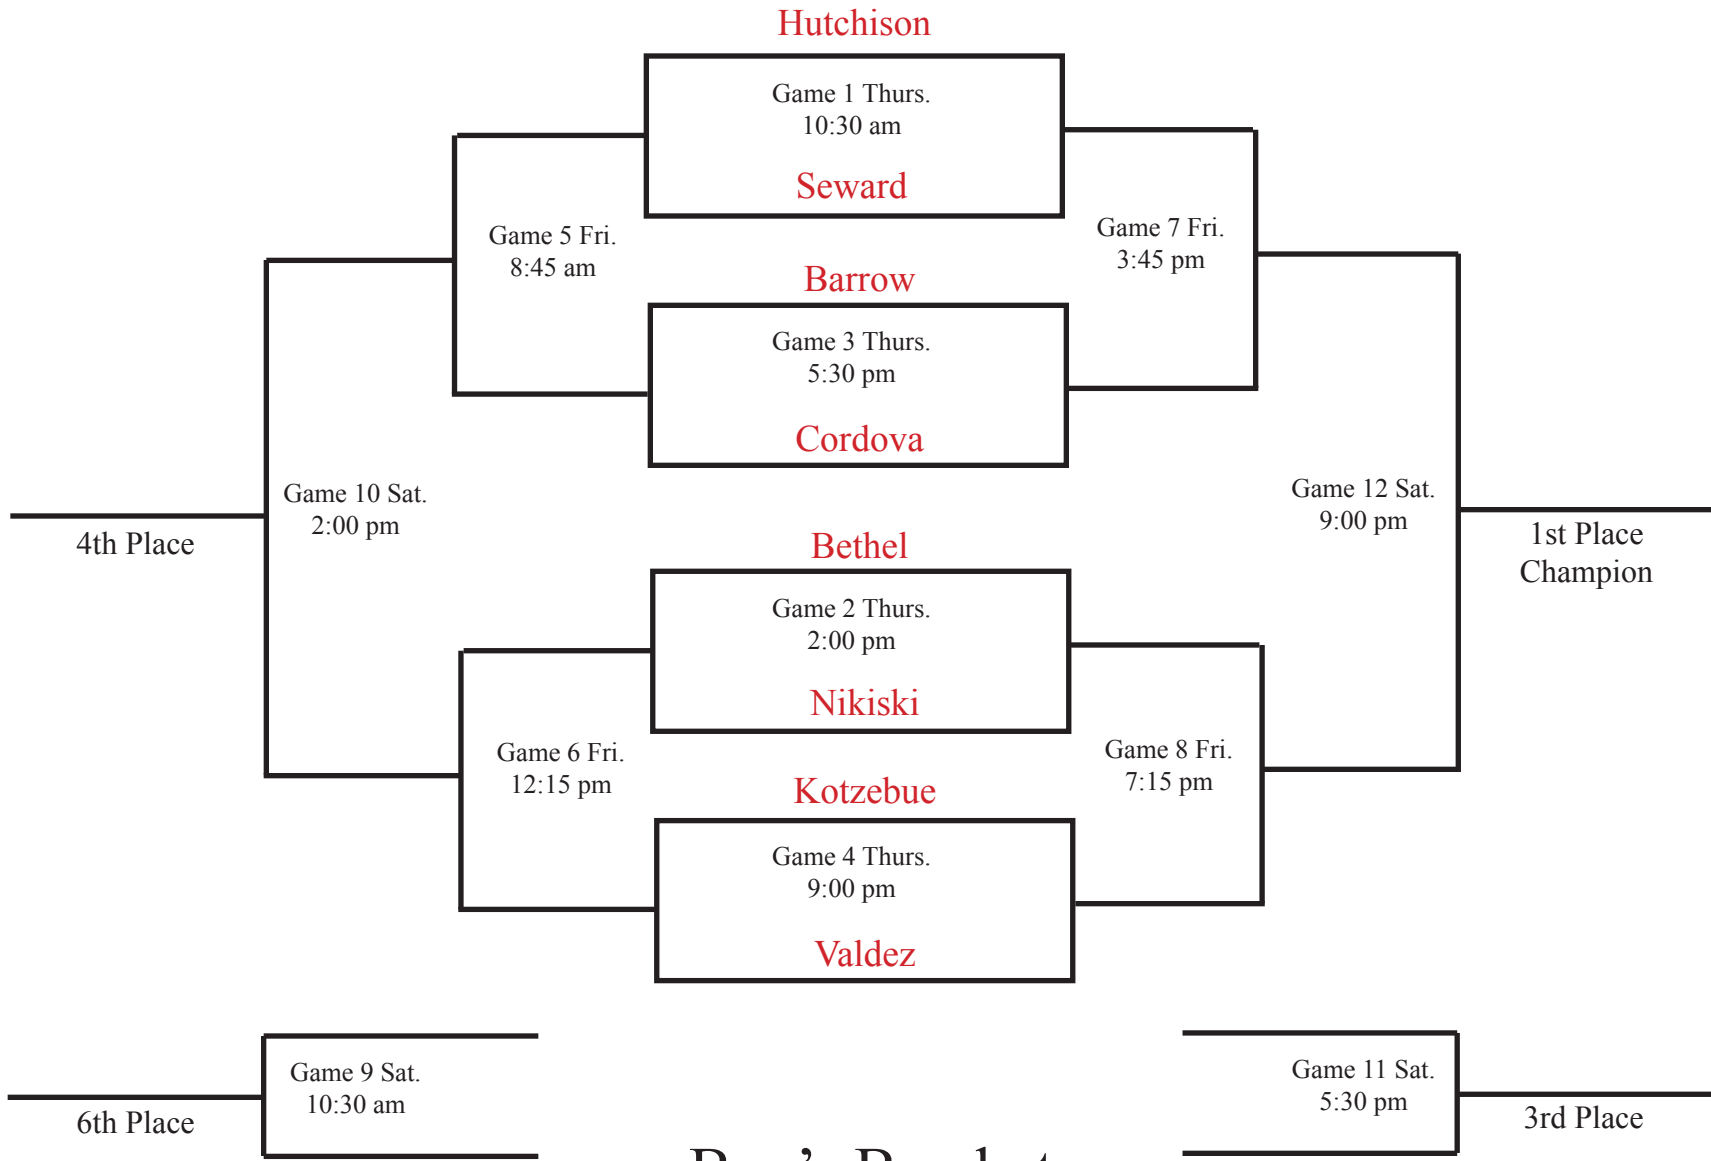 Hutchison
Game 1 Thurs.
10:30 am
Seward
Game 5 Fri.
8:45 am
Game 7 Fri.
3:45 pm
Barrow
Game 3 Thurs.
5:30 pm
Cordova
Game 10 Sat.
2:00 pm
4th Place
Game 12 Sat.
9:00 pm
1st Place
Champion
Bethel
Game 2 Thurs.
2:00 pm
Nikiski
Game 6 Fri.
12:15 pm
Game 8 Fri.
7:15 pm
Kotzebue
Game 4 Thurs.
9:00 pm
Valdez
Game 9 Sat.
10:30 am
6th Place
Game 11 Sat.
5:30 pm
3rd Place